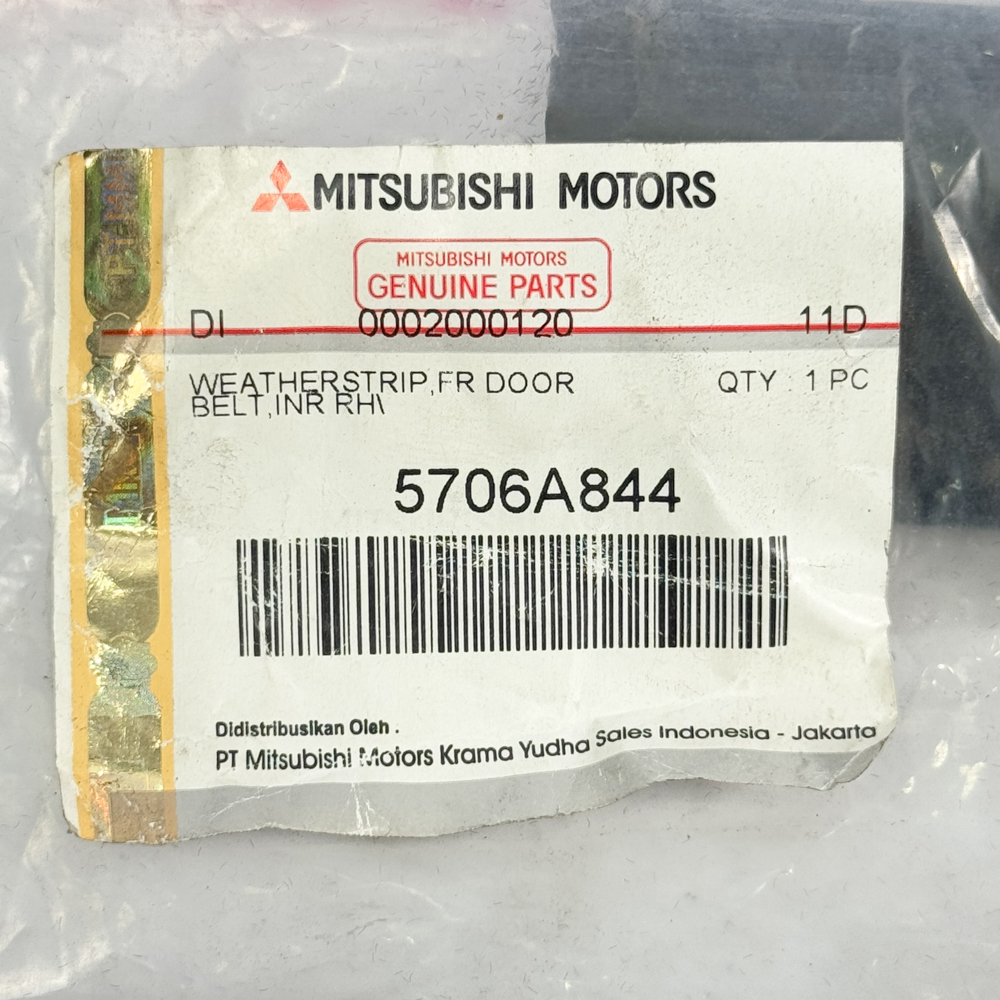 MITSUBISHI MOTORS
MITSUBISHI MOTORS
GENUINE PARTS
DI 0002000120 11D
WEATHERSTRIP,FR DOOR QTY : 1 PC
BELT,INR RH\
5706A844
Didistribusikan Oleh .
PT Mitsubishi Motors Krama Yudha Sales Indonesia - Jakarta